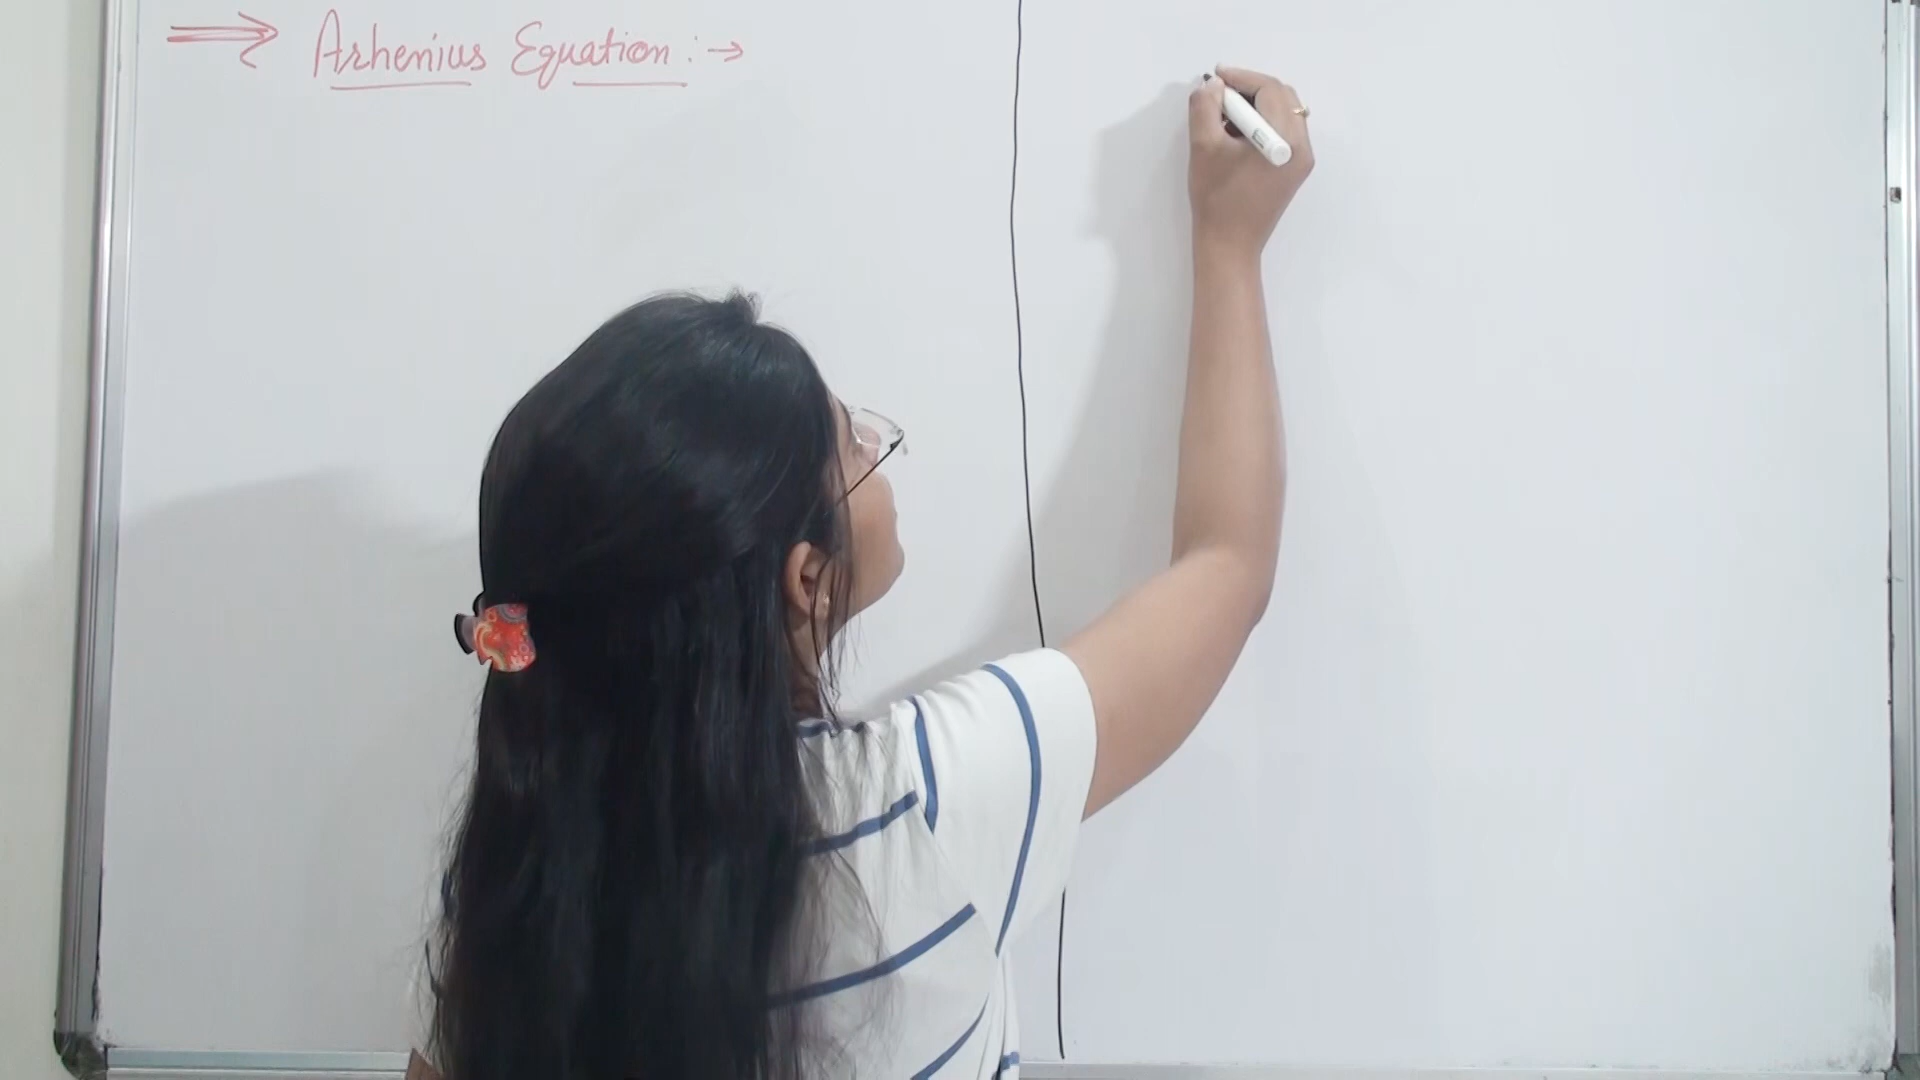 ⇒ Arhenius Equation :→